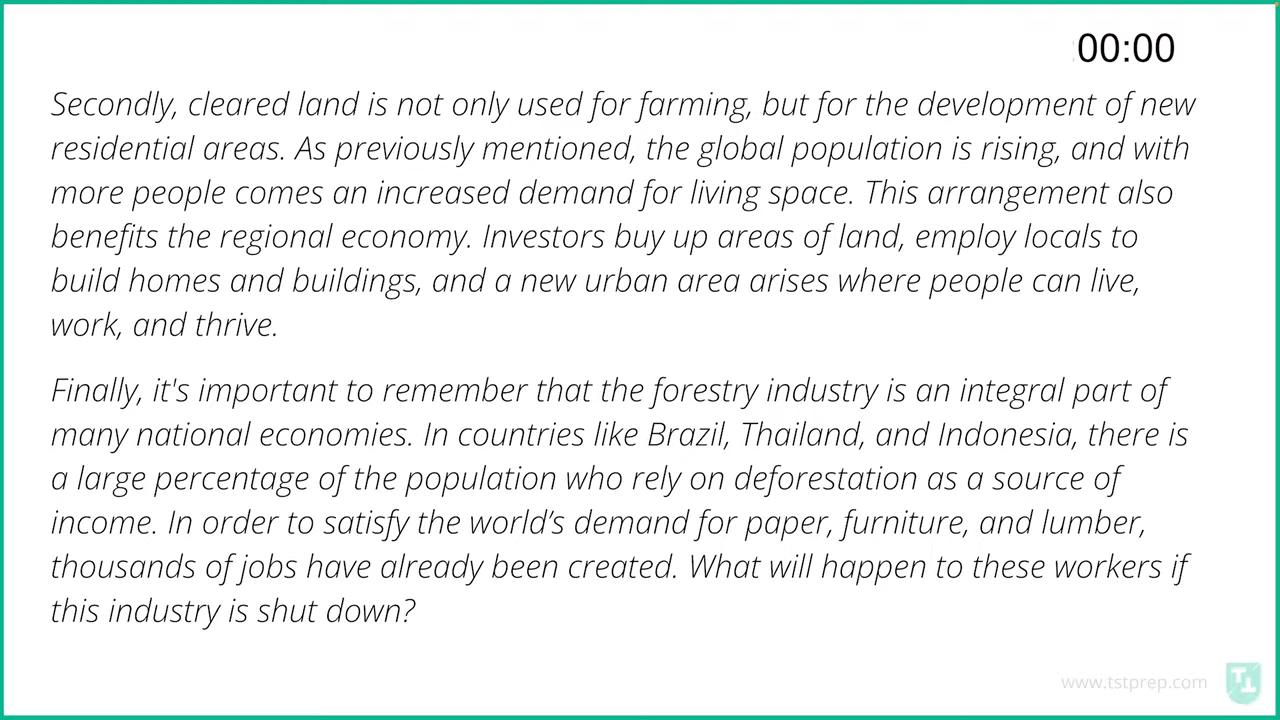 00:00
Secondly, cleared land is not only used for farming, but for the development of new
residential areas. As previously mentioned, the global population is rising, and with
more people comes an increased demand for living space. This arrangement also
benefits the regional economy. Investors buy up areas of land, employ locals to
build homes and buildings, and a new urban area arises where people can live,
work, and thrive.
Finally, it's important to remember that the forestry industry is an integral part of
many national economies. In countries like Brazil, Thailand, and Indonesia, there is
a large percentage of the population who rely on deforestation as a source of
income. In order to satisfy the world’s demand for paper, furniture, and lumber,
thousands of jobs have already been created. What will happen to these workers if
this industry is shut down?
www.tstprep.com